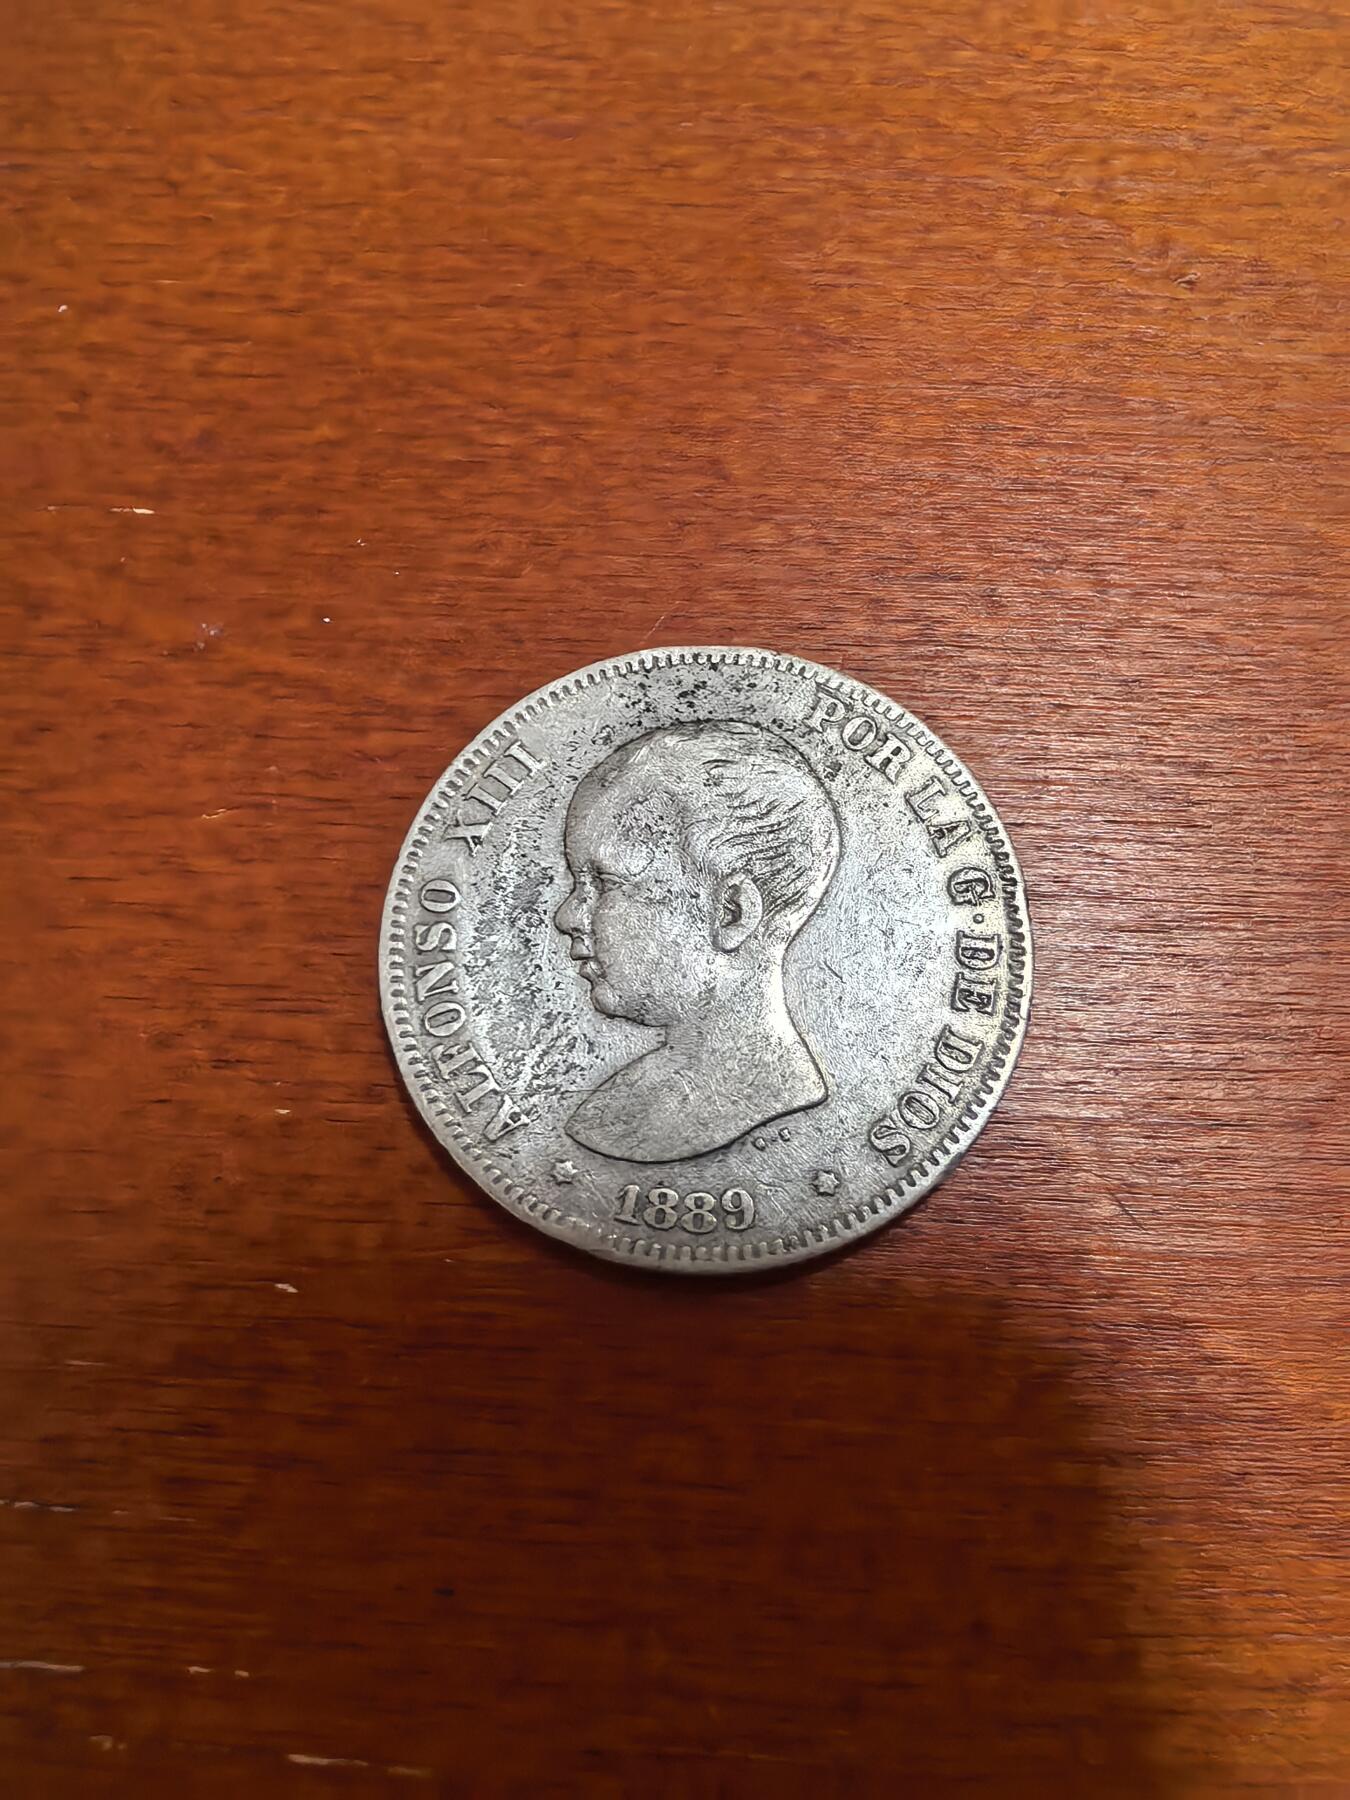 ALFONSO XIII POR LA G·DE DIOS
1889